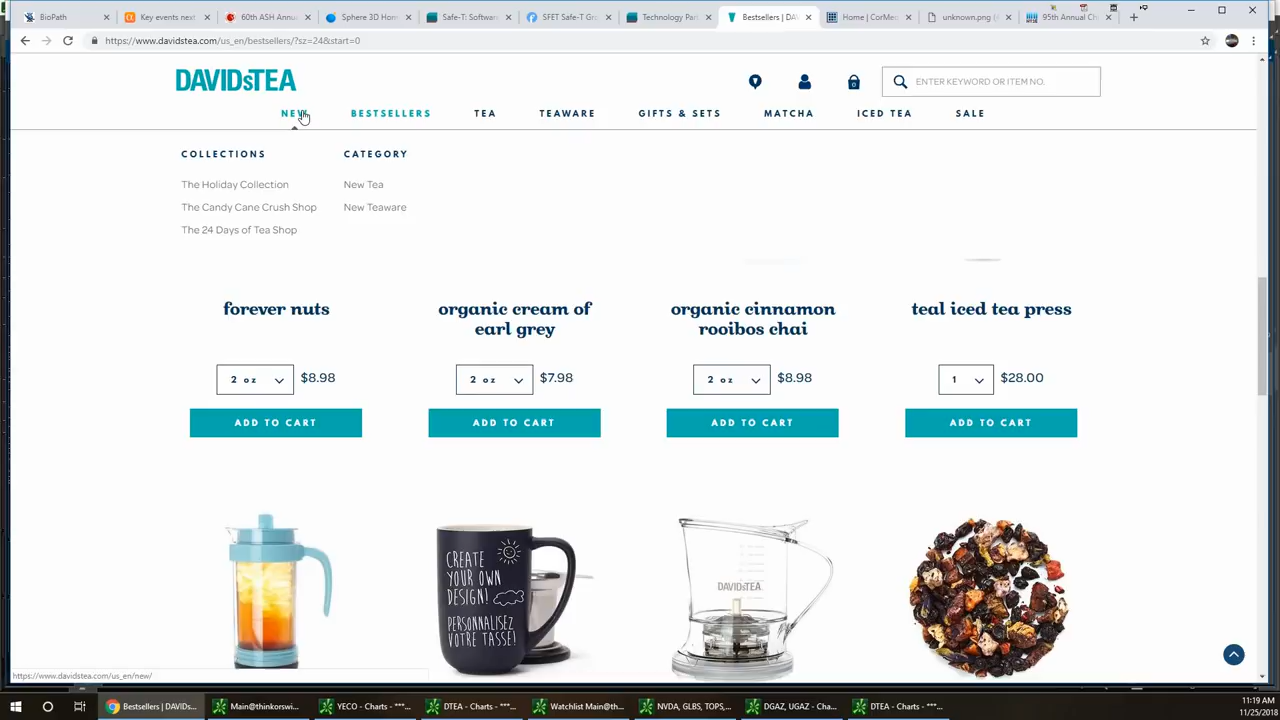 BioPath
Key events next
60th ASH Annu
Sphere 3D Hom
Safe-T: Softwar
SFET Safe-T Gr
Technology Par
Bestsellers | DA
Home | CorMed
unknown.png (
95th Annual Ch
https://www.davidstea.com/us_en/bestsellers/?sz=24&start=0
DAVIDsTEA
0
ENTER KEYWORD OR ITEM NO.
NEW BESTSELLERS TEA TEAWARE GIFTS & SETS MATCHA ICED TEA SALE
COLLECTIONS CATEGORY
The Holiday Collection New Tea
The Candy Cane Crush Shop New Teaware
The 24 Days of Tea Shop
forever nuts
organic cream of
earl grey
organic cinnamon
rooibos chai
teal iced tea press
2 oz $8.98
2 oz $7.98
2 oz $8.98
1 $28.00
ADD TO CART ADD TO CART ADD TO CART ADD TO CART
CREATE
YOUR OWN
DESIGN!
PERSONNALISEZ
VOTRE TASSE!
DAVIDsTEA
https://www.davidstea.com/us_en/new/
Bestsellers | DAVIDs...
Main@thinkorswi...
YECO - Charts - ***...
DTEA - Charts - ***...
Watchlist Main@th...
NVDA, GLBS, TOPS,...
DGAZ, UGAZ - Cha...
DTEA - Charts - ***...
11:19 AM
11/25/2018